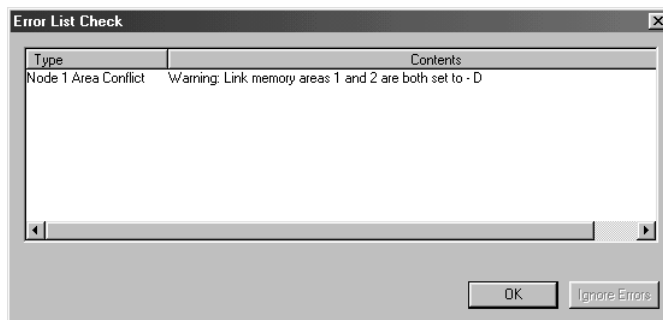 Error List Check
Type Contents
Node 1 Area Conflict Warning: Link memory areas 1 and 2 are both set to - D
OK Ignore Errors